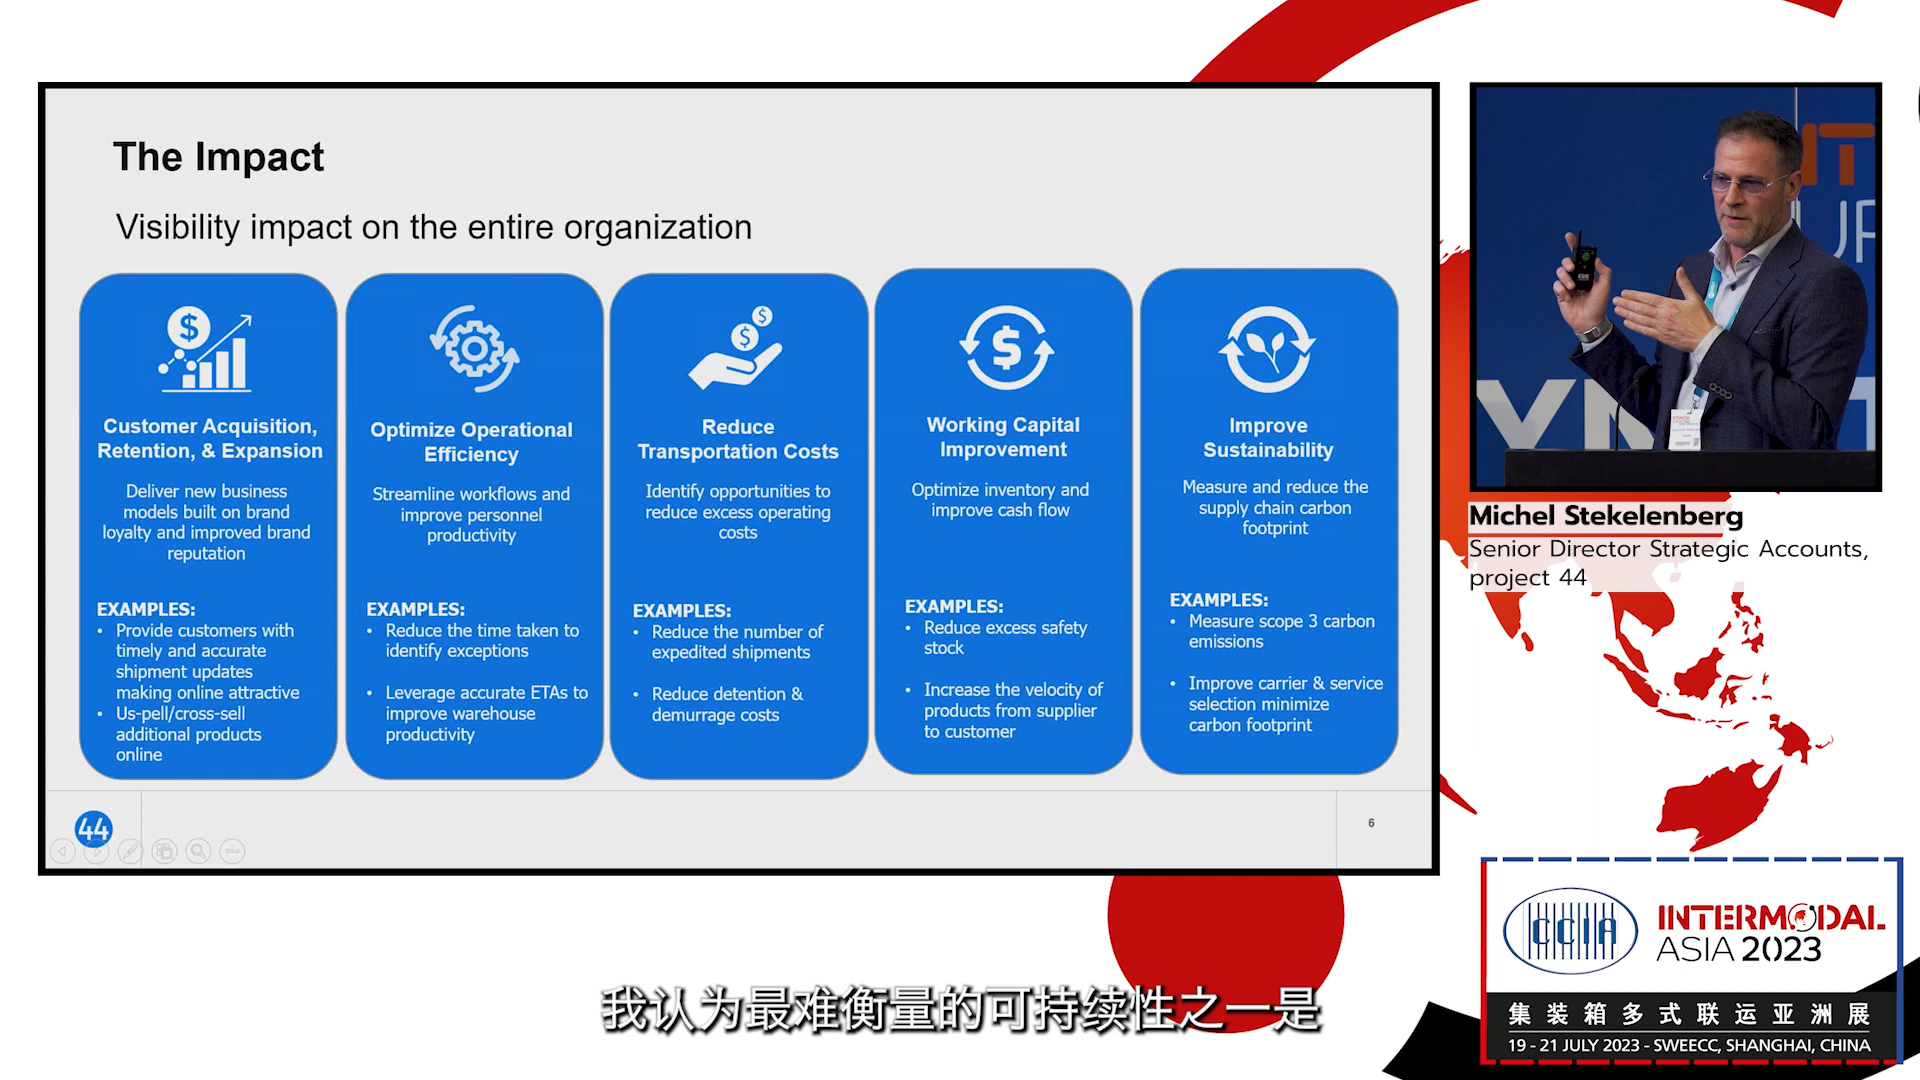 The Impact
Visibility impact on the entire organization
Customer Acquisition,
Retention, & Expansion
Deliver new business
models built on brand
loyalty and improved brand
reputation
EXAMPLES:
• Provide customers with
timely and accurate
shipment updates
making online attractive
• Us-pell/cross-sell
additional products
online
Optimize Operational
Efficiency
Streamline workflows and
improve personnel
productivity
EXAMPLES:
• Reduce the time taken to
identify exceptions
• Leverage accurate ETAs to
improve warehouse
productivity
Reduce
Transportation Costs
Identify opportunities to
reduce excess operating
costs
EXAMPLES:
• Reduce the number of
expedited shipments
• Reduce detention &
demurrage costs
Working Capital
Improvement
Optimize inventory and
improve cash flow
EXAMPLES:
• Reduce excess safety
stock
• Increase the velocity of
products from supplier
to customer
Improve
Sustainability
Measure and reduce the
supply chain carbon
footprint
EXAMPLES:
• Measure scope 3 carbon
emissions
• Improve carrier & service
selection minimize
carbon footprint
44
6
Michel Stekelenberg
Senior Director Strategic Accounts,
project 44
CCIA
INTERMODAL
ASIA 2023
集装箱多式联运亚洲展
19 - 21 JULY 2023 - SWEECC, SHANGHAI, CHINA
我认为最难衡量的可持续性之一是